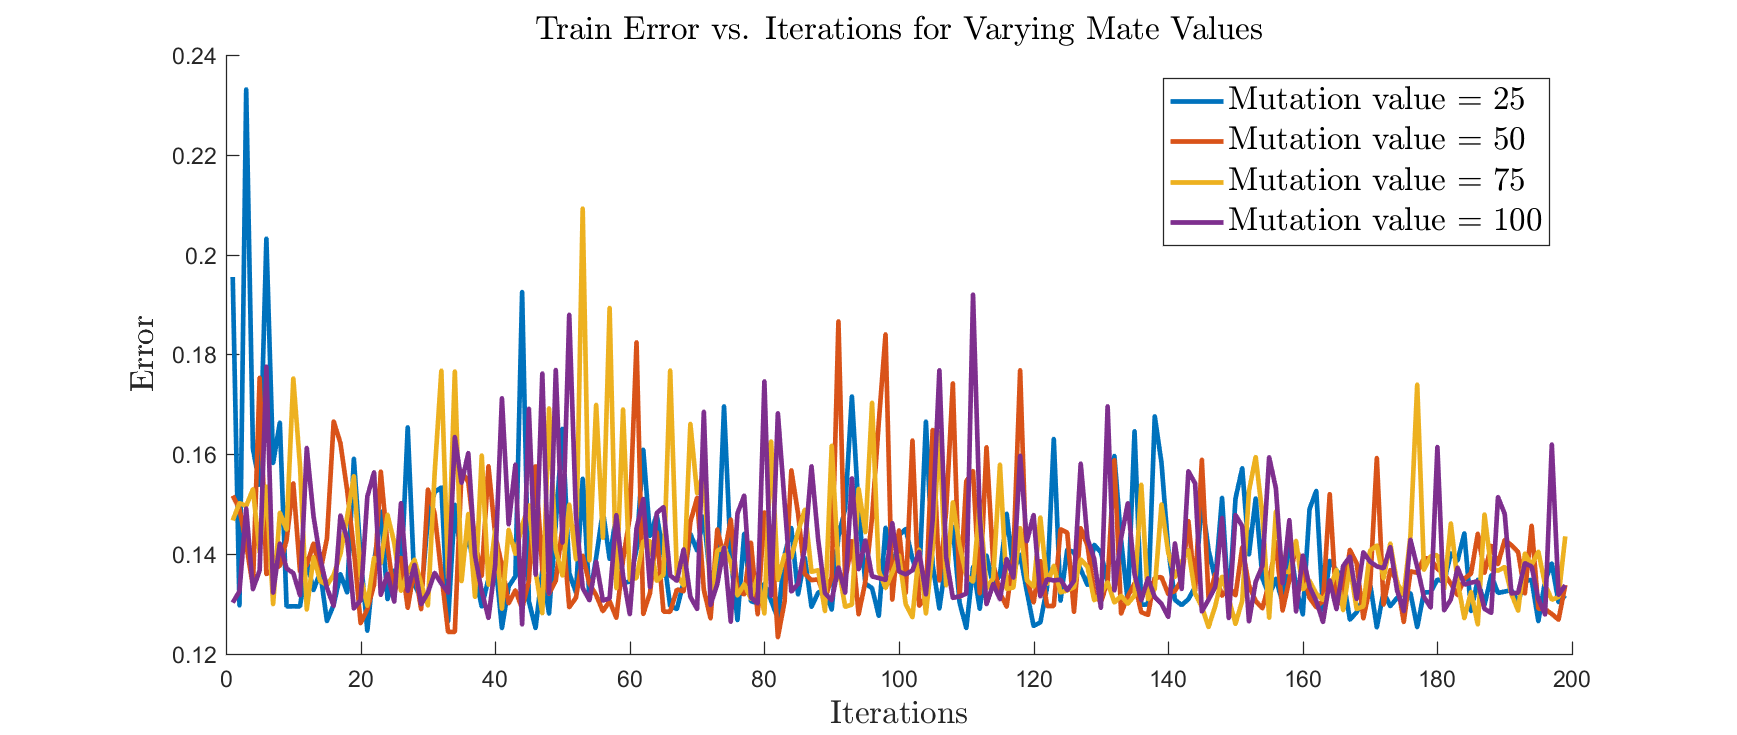 Train Error vs. Iterations for Varying Mate Values
0.24
0.22
0.2
0.18
0.16
0.14
0.12
Error
Mutation value = 25
Mutation value = 50
Mutation value = 75
Mutation value = 100
0 20 40 60 80 100 120 140 160 180 200
Iterations